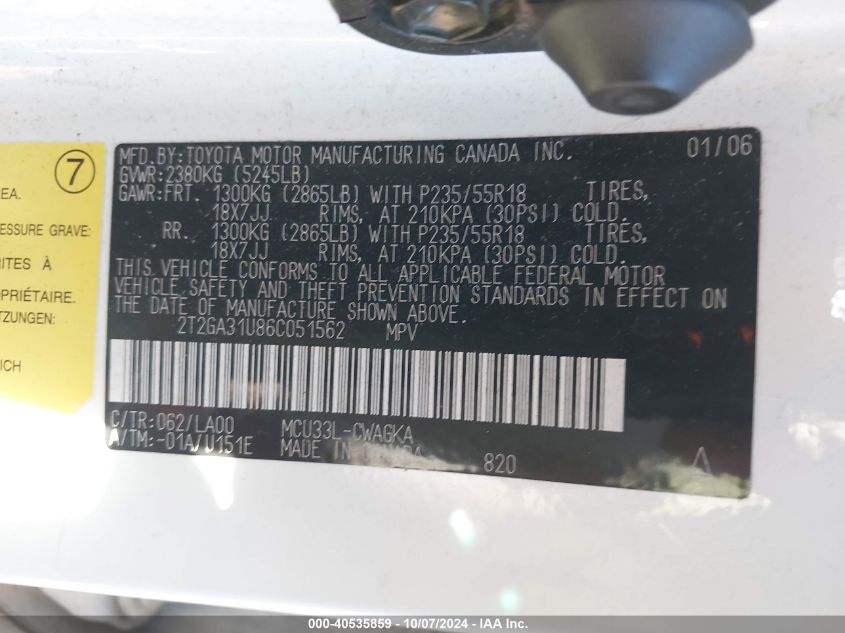 7
REA.
ESSURE GRAVE:
RITES À
OPRIÉTAIRE.
TZUNGEN:
ICH
MFD.BY:TOYOTA MOTOR MANUFACTURING CANADA INC. 01/06
GVWR:2380KG (5245LB)
GAWR:FRT. 1300KG (2865LB) WITH P235/55R18 TIRES,
18X7JJ RIMS, AT 210KPA (30PSI) COLD.
RR. 1300KG (2865LB) WITH P235/55R18 TIRES,
18X7JJ RIMS, AT 210KPA (30PSI) COLD.
THIS VEHICLE CONFORMS TO ALL APPLICABLE FEDERAL MOTOR
VEHICLE SAFETY AND THEFT PREVENTION STANDARDS IN EFFECT ON
THE DATE OF MANUFACTURE SHOWN ABOVE.
2T2GA31U86C051562 MPV
C/TR:062/LA00 MCU33L-CWAGKA
A/TM:-01A/U151E MADE IN CANADA 820
000-40535859 - 10/07/2024 - IAA Inc.